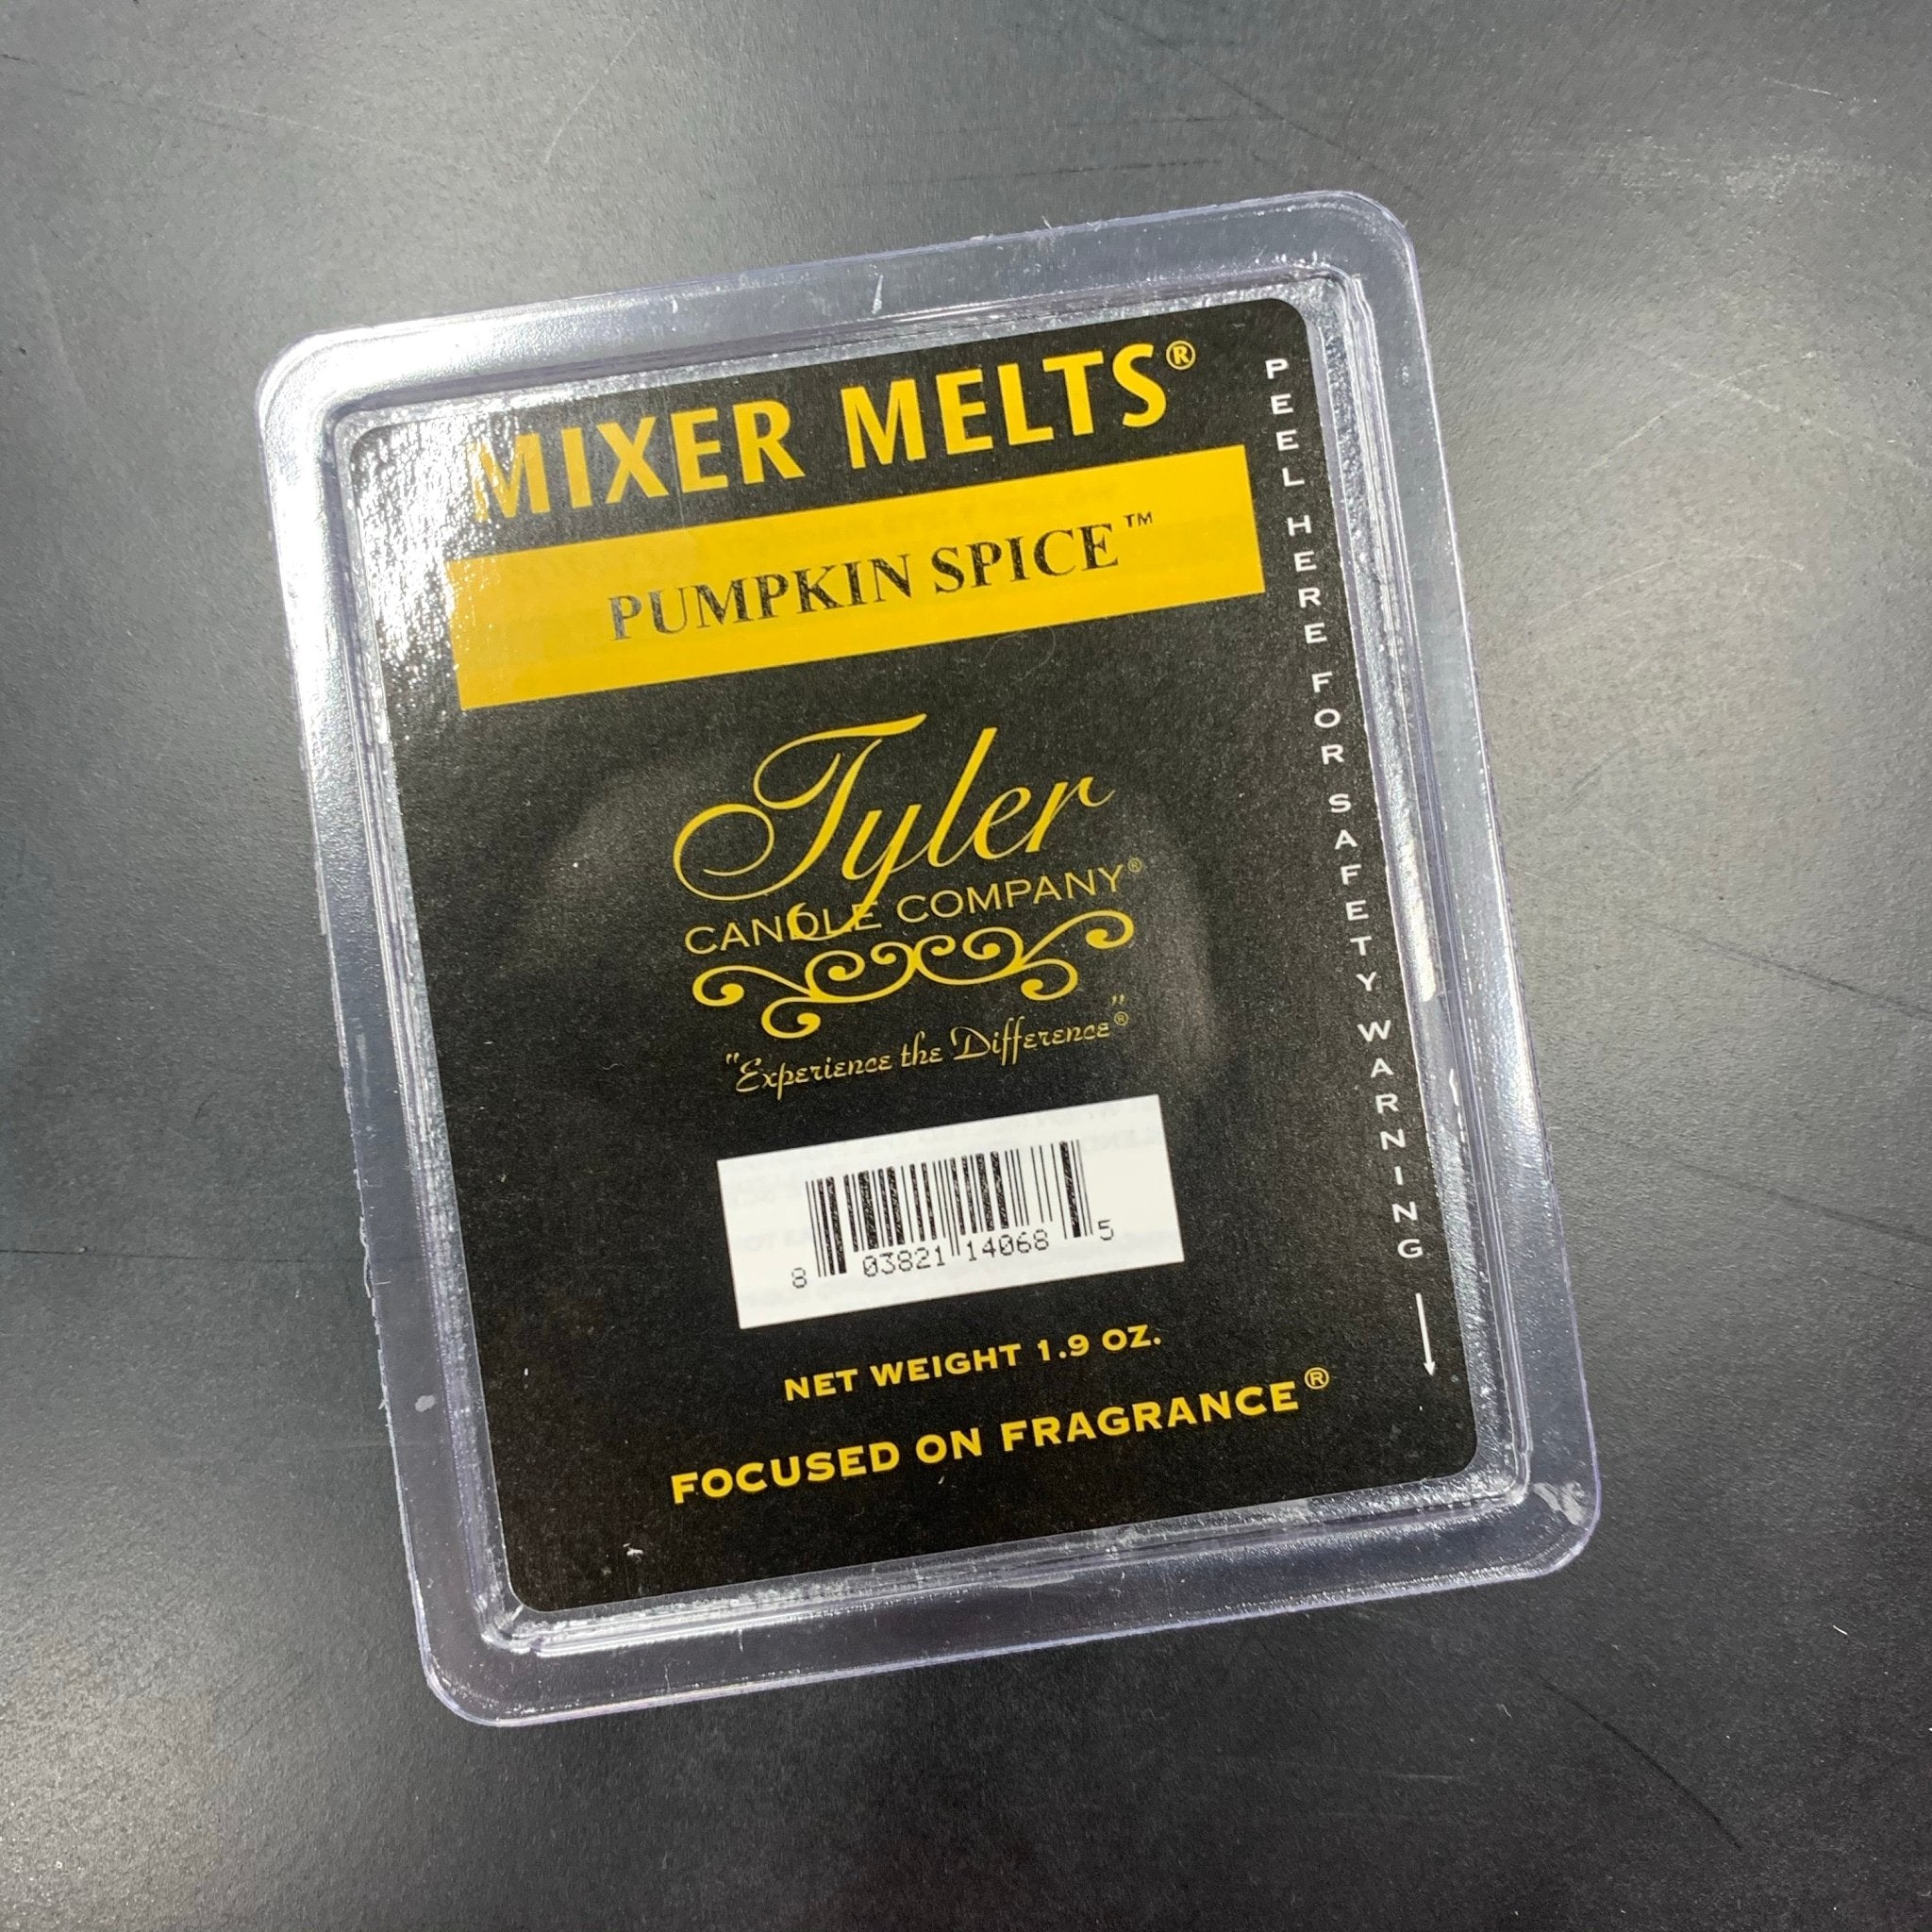 MIXER MELTS®
PUMPKIN SPICE™
Tyler
CANDLE COMPANY®
"Experience the Difference"®
8 03821 14068 5
NET WEIGHT 1.9 OZ.
FOCUSED ON FRAGRANCE®
PEEL HERE FOR SAFETY WARNING